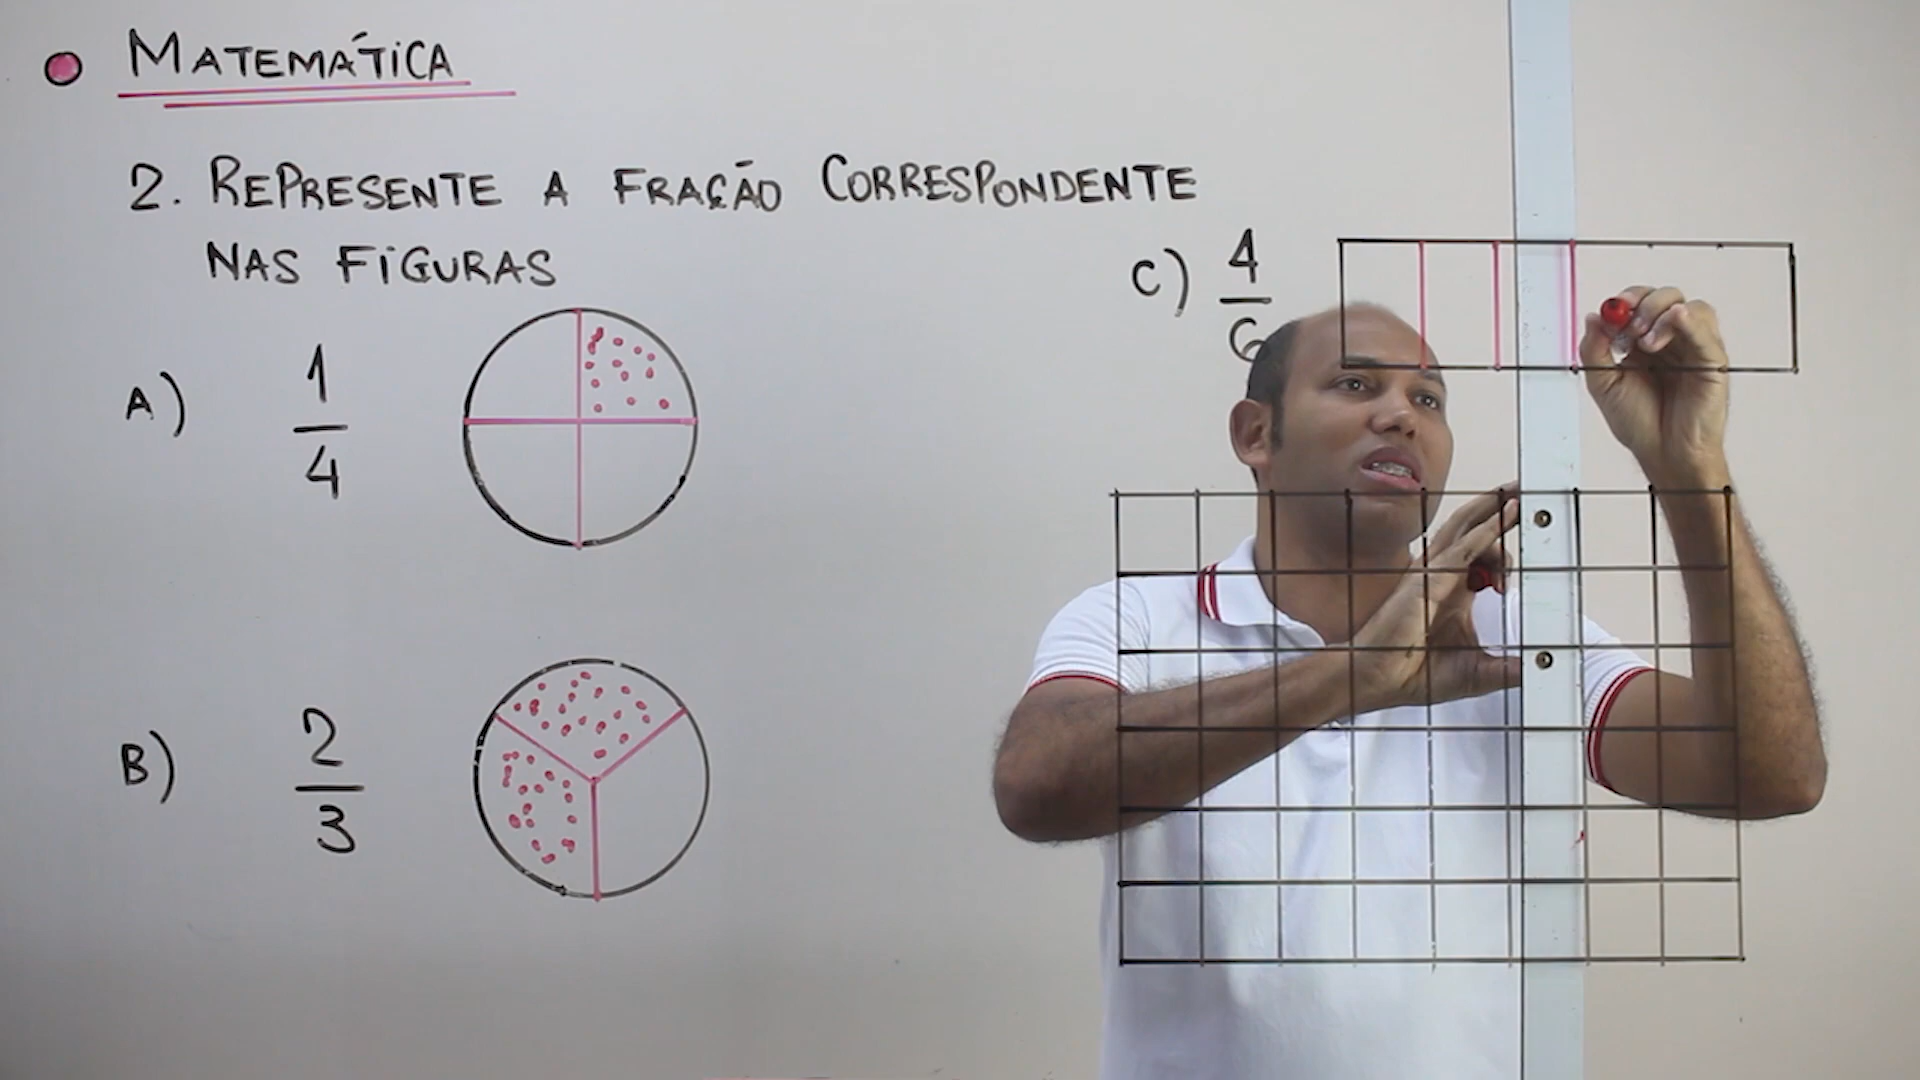 MATEMÁTICA
2. REPRESENTE A FRAÇÃO CORRESPONDENTE
NAS FIGURAS
A) 1/4
B) 2/3
C) 4/6